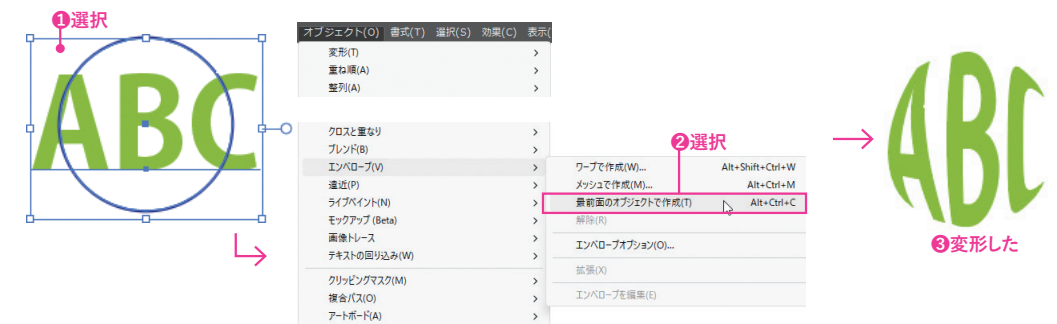 ❶選択
ABC
オブジェクト(O) 書式(T) 選択(S) 効果(C) 表示(
変形(T) >
重ね順(A) >
整列(A) >
クロスと重なり >
ブレンド(B) >
エンベロープ(V) >
遠近(P) >
ライブペイント(N) >
モックアップ (Beta) >
画像トレース >
テキストの回り込み(W) >
クリッピングマスク(M) >
複合パス(O) >
アートボード(A) >
❷選択
ワープで作成(W)... Alt+Shift+Ctrl+W
メッシュで作成(M)... Alt+Ctrl+M
最前面のオブジェクトで作成(T) Alt+Ctrl+C
解除(R)
エンベロープオプション(O)...
拡張(X)
エンベロープを編集(E)
ABC
❸変形した